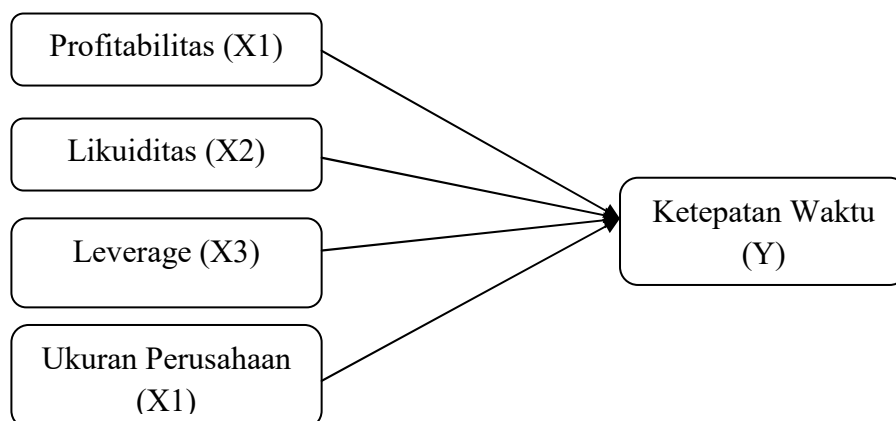 Profitabilitas (X1)
Likuiditas (X2)
Leverage (X3)
Ukuran Perusahaan
(X1)
Ketepatan Waktu
(Y)